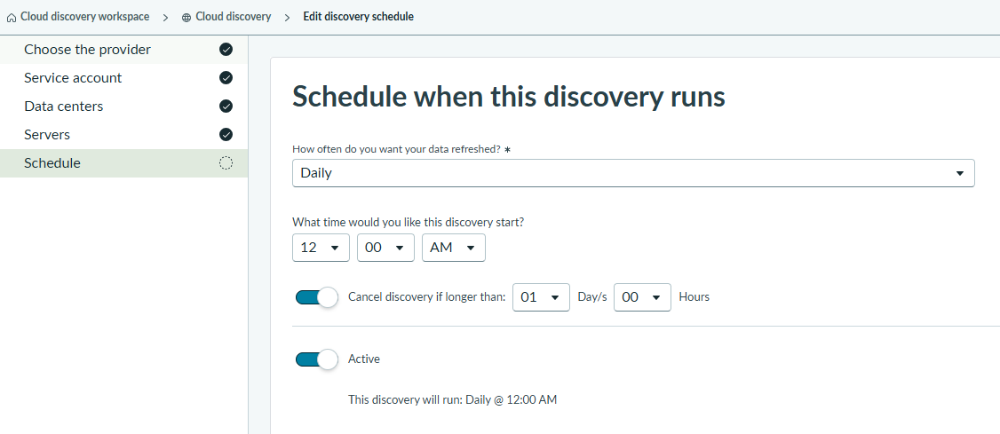 Cloud discovery workspace > Cloud discovery > Edit discovery schedule
Choose the provider
Service account
Data centers
Servers
Schedule
Schedule when this discovery runs
How often do you want your data refreshed? *
Daily
What time would you like this discovery start?
12 00 AM
Cancel discovery if longer than: 01 Day/s 00 Hours
Active
This discovery will run: Daily @ 12:00 AM